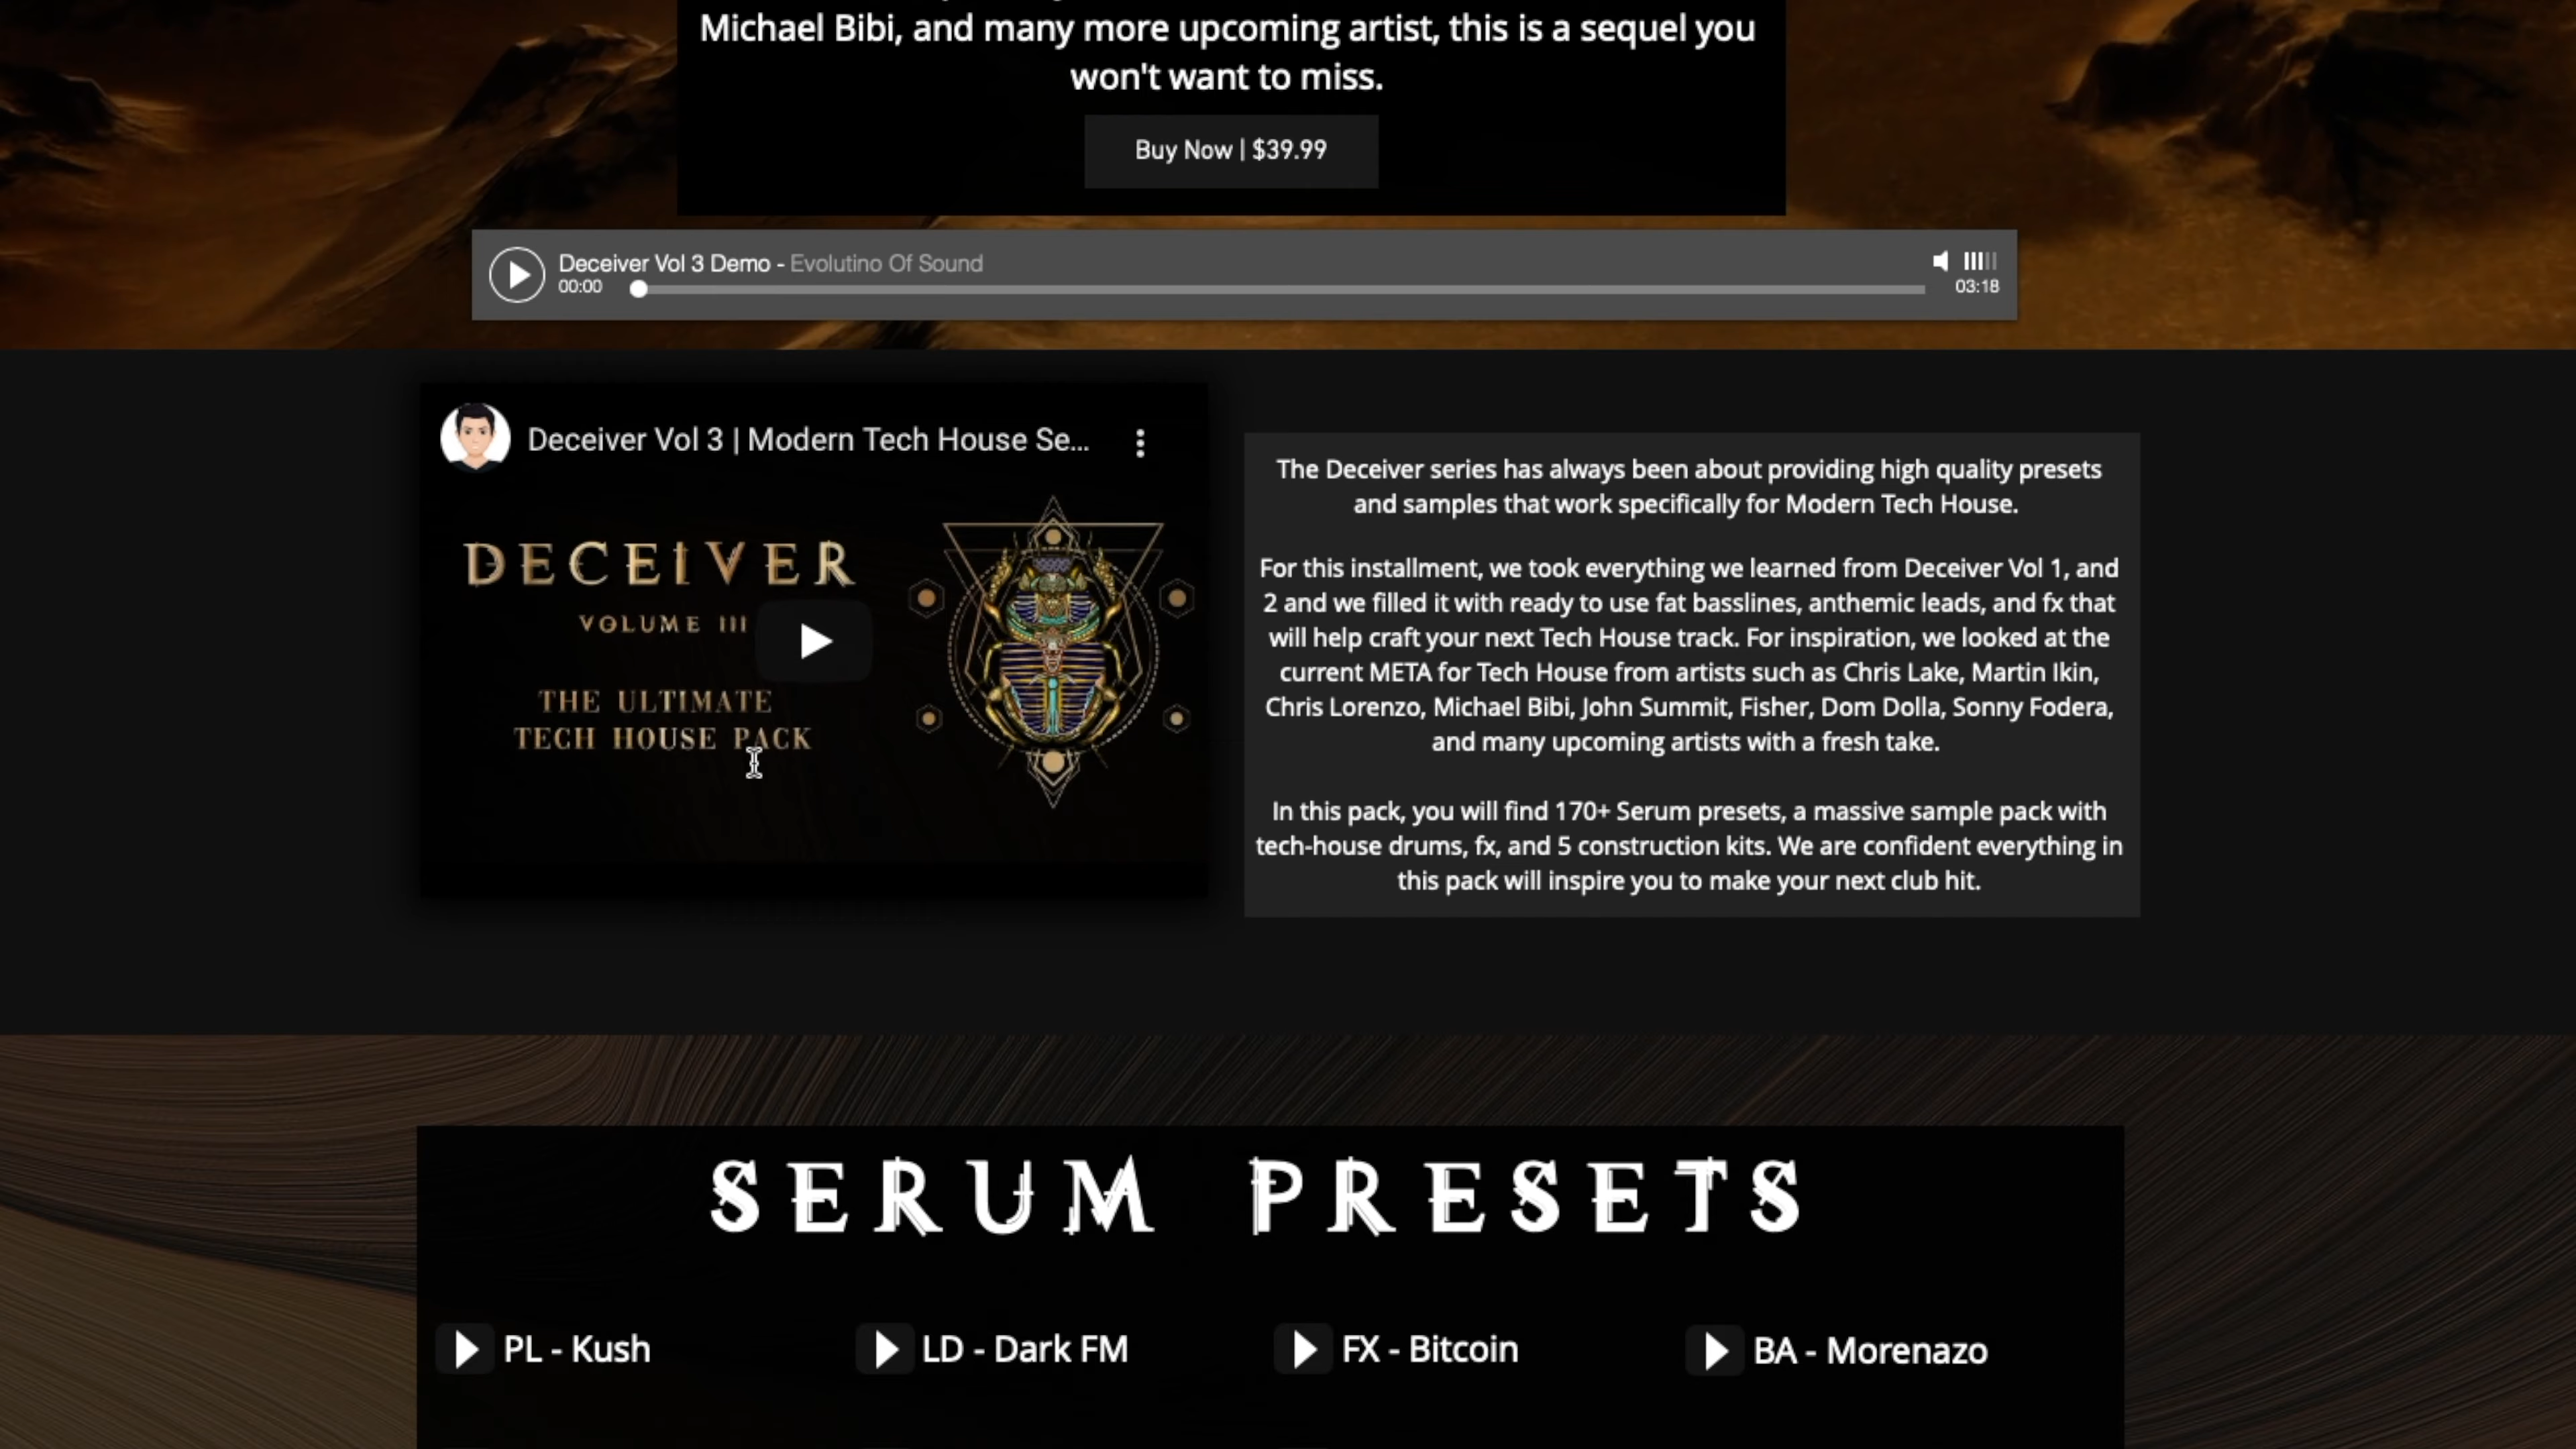 Michael Bibi, and many more upcoming artist, this is a sequel you
won't want to miss.
Buy Now | $39.99
Deceiver Vol 3 Demo - Evolutino Of Sound
00:00
03:18
Deceiver Vol 3 | Modern Tech House Se...
DECEIVER
VOLUME III
THE ULTIMATE
TECH HOUSE PACK
The Deceiver series has always been about providing high quality presets
and samples that work specifically for Modern Tech House.
For this installment, we took everything we learned from Deceiver Vol 1, and
2 and we filled it with ready to use fat basslines, anthemic leads, and fx that
will help craft your next Tech House track. For inspiration, we looked at the
current META for Tech House from artists such as Chris Lake, Martin Ikin,
Chris Lorenzo, Michael Bibi, John Summit, Fisher, Dom Dolla, Sonny Fodera,
and many upcoming artists with a fresh take.
In this pack, you will find 170+ Serum presets, a massive sample pack with
tech-house drums, fx, and 5 construction kits. We are confident everything in
this pack will inspire you to make your next club hit.
SERUM PRESETS
PL - Kush
LD - Dark FM
FX - Bitcoin
BA - Morenazo